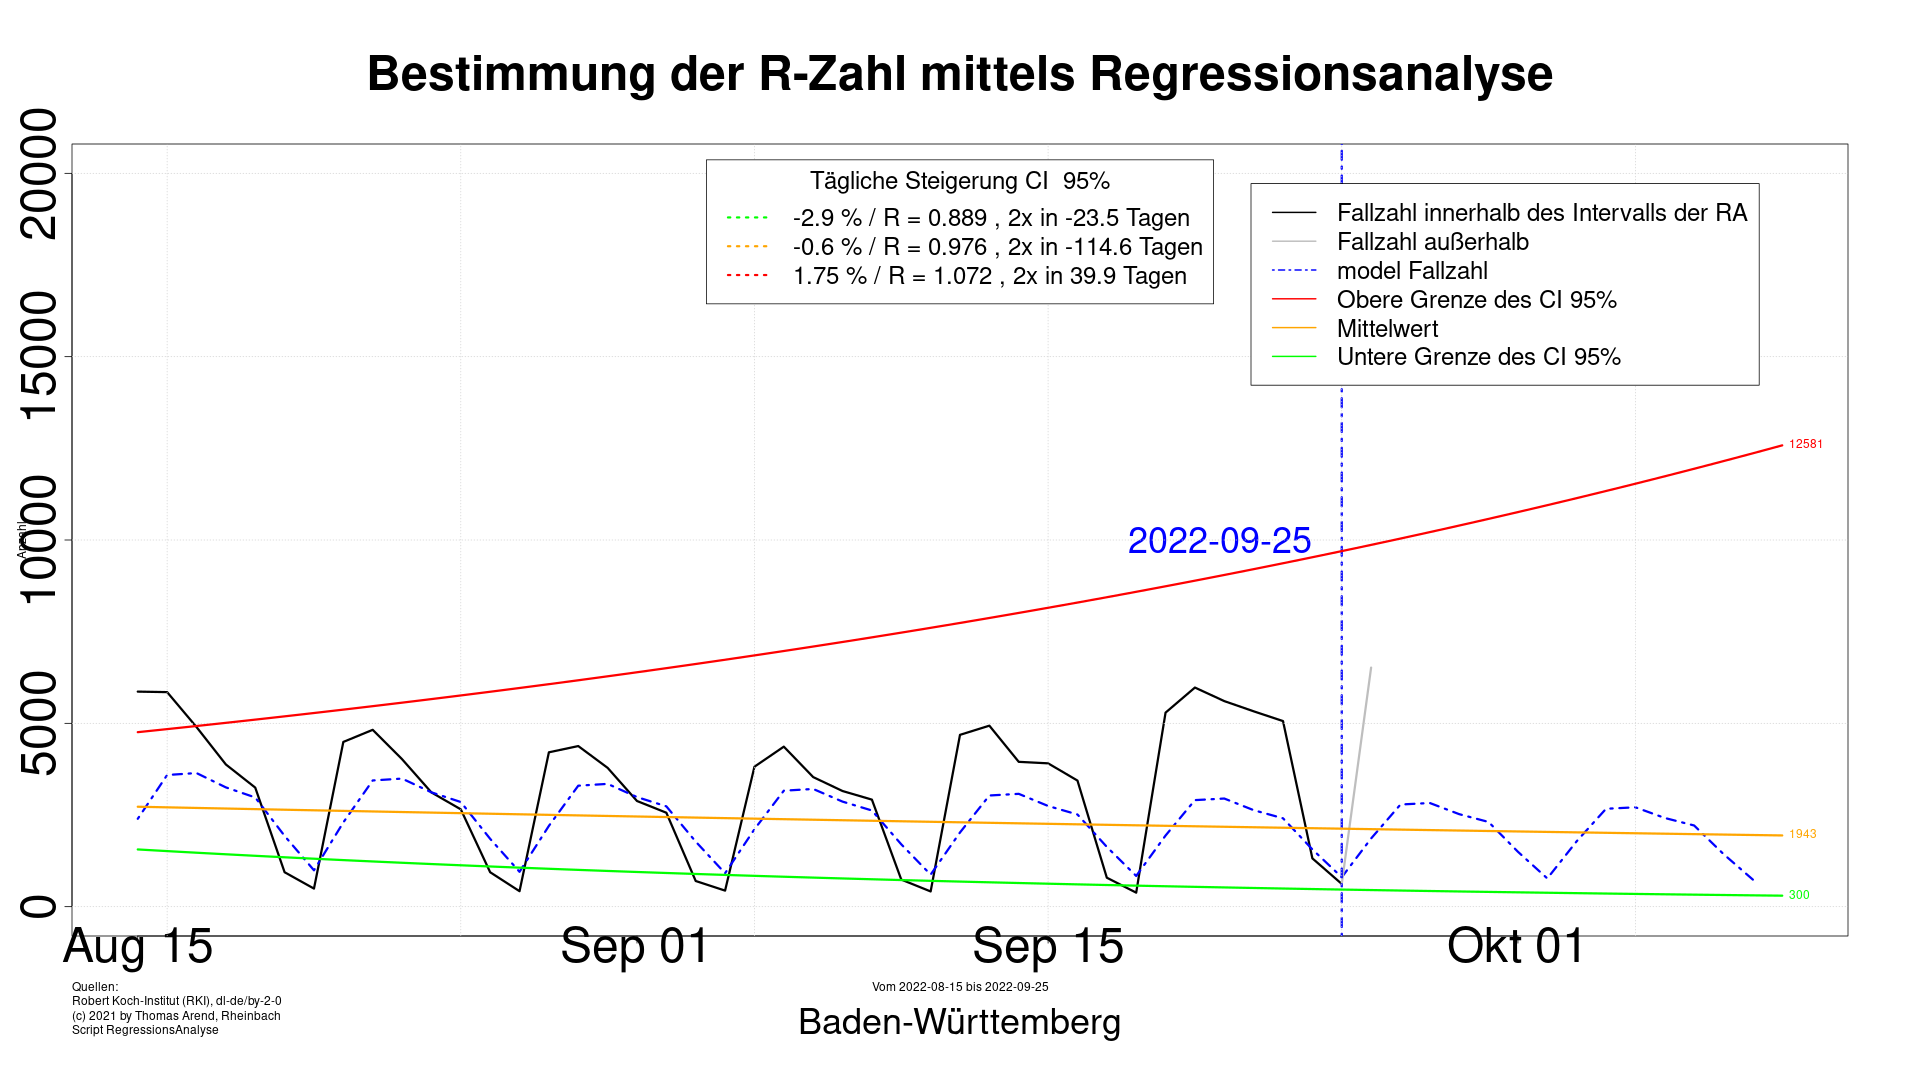 Bestimmung der R-Zahl mittels Regressionsanalyse
20000
15000
10000
5000
0
Anzahl
Tägliche Steigerung CI  95%
-2.9 % / R = 0.889 , 2x in -23.5 Tagen
-0.6 % / R = 0.976 , 2x in -114.6 Tagen
1.75 % / R = 1.072 , 2x in 39.9 Tagen
Fallzahl innerhalb des Intervalls der RA
Fallzahl außerhalb
model Fallzahl
Obere Grenze des CI 95%
Mittelwert
Untere Grenze des CI 95%
12581
2022-09-25
1943
300
Aug 15
Sep 01
Sep 15
Okt 01
Quellen:
Robert Koch-Institut (RKI), dl-de/by-2-0
(c) 2021 by Thomas Arend, Rheinbach
Script RegressionsAnalyse
Vom 2022-08-15 bis 2022-09-25
Baden-Württemberg